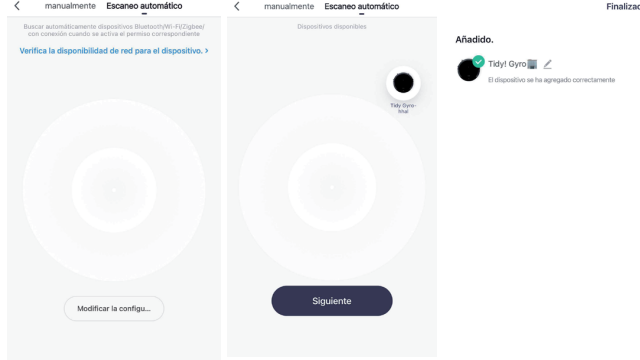 manualmente Escaneo automático
Buscar automáticamente dispositivos Bluetooth/Wi-Fi/Zigbee/
con conexión cuando se activa el permiso correspondiente
Verifica la disponibilidad de red para el dispositivo. >
Modificar la configu...
manualmente Escaneo automático
Dispositivos disponibles
Tidy Gyro-
Siguiente
Finalizac
Añadido.
Tidy! Gyro
El dispositivo se ha agregado correctamente